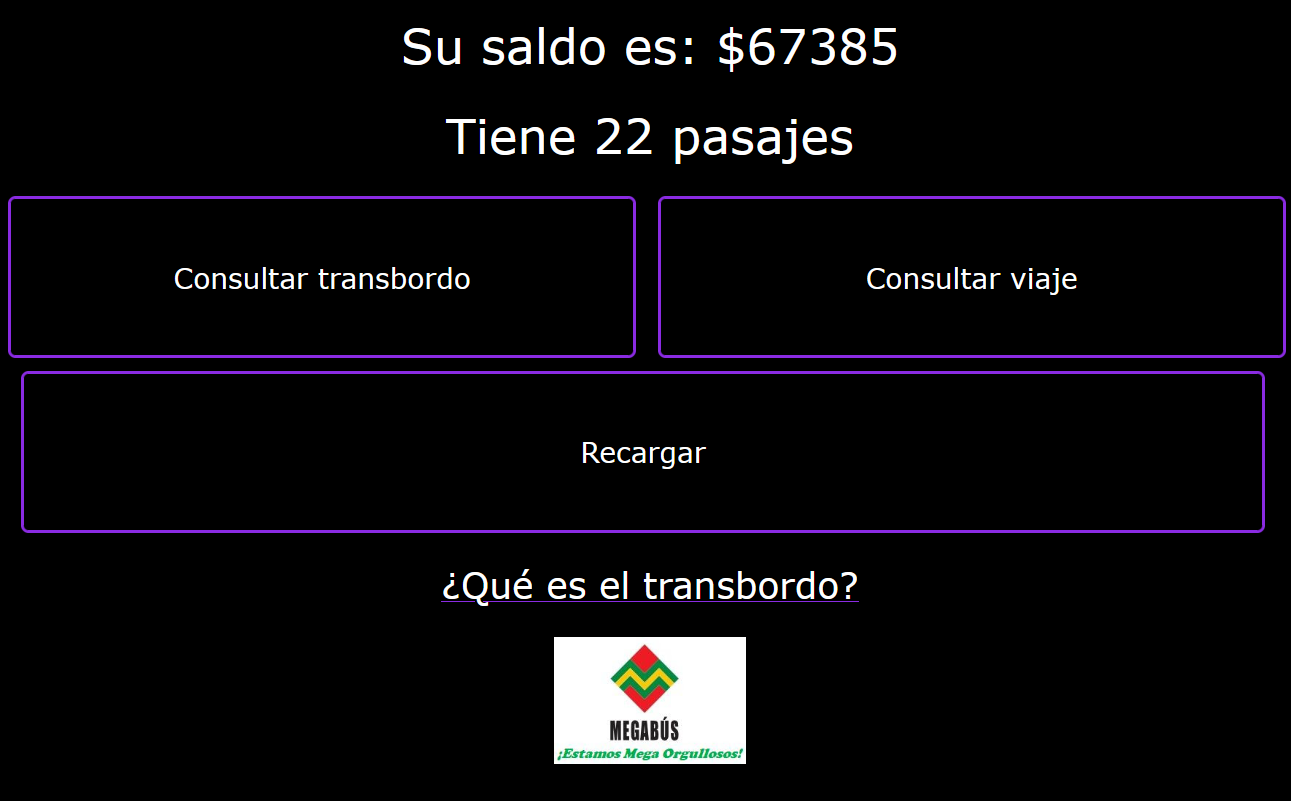 Su saldo es: $67385
Tiene 22 pasajes
Consultar transbordo
Consultar viaje
Recargar
¿Qué es el transbordo?
MEGABÚS
¡Estamos Mega Orgullosos!